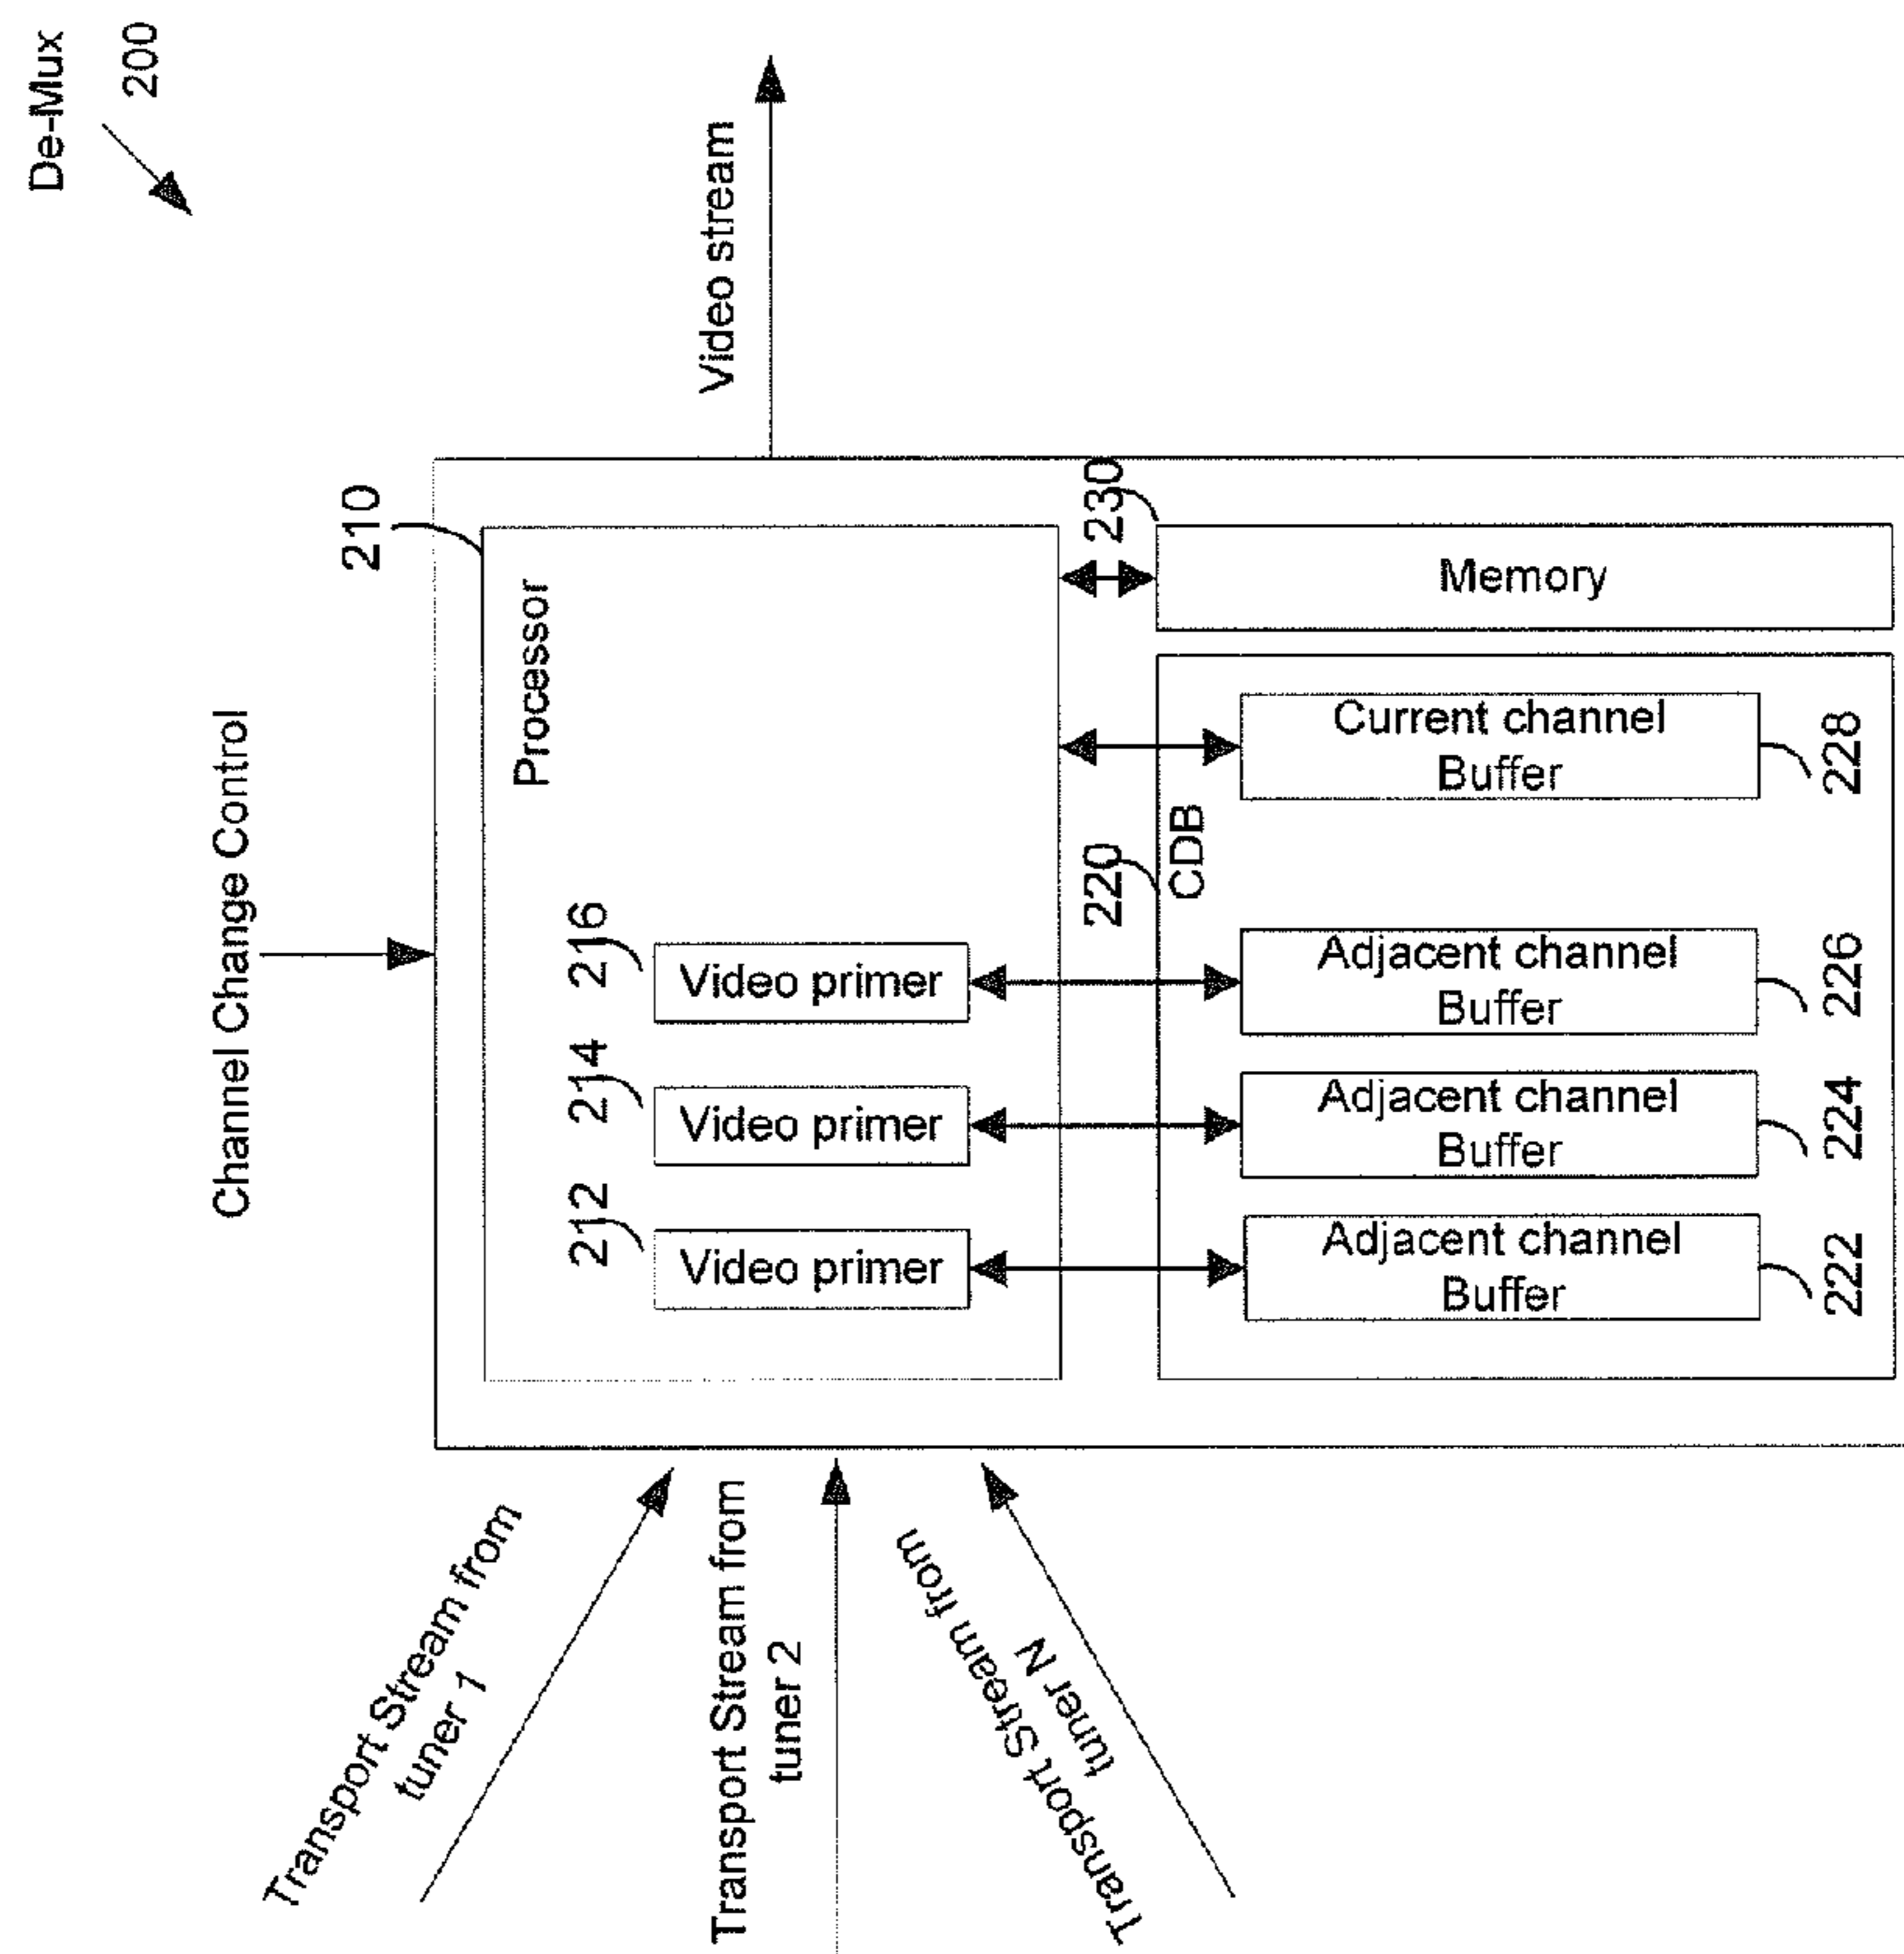 De-Mux
200
Channel Change Control
210
Processor
Video stream
Transport Stream from
tuner 1
Transport Stream from
tuner 2
Transport Stream from
tuner N
212
214
216
Video primer
Video primer
Video primer
220
CDB
230
Adjacent channel
Buffer
Adjacent channel
Buffer
Adjacent channel
Buffer
Current channel
Buffer
Memory
222
224
226
228